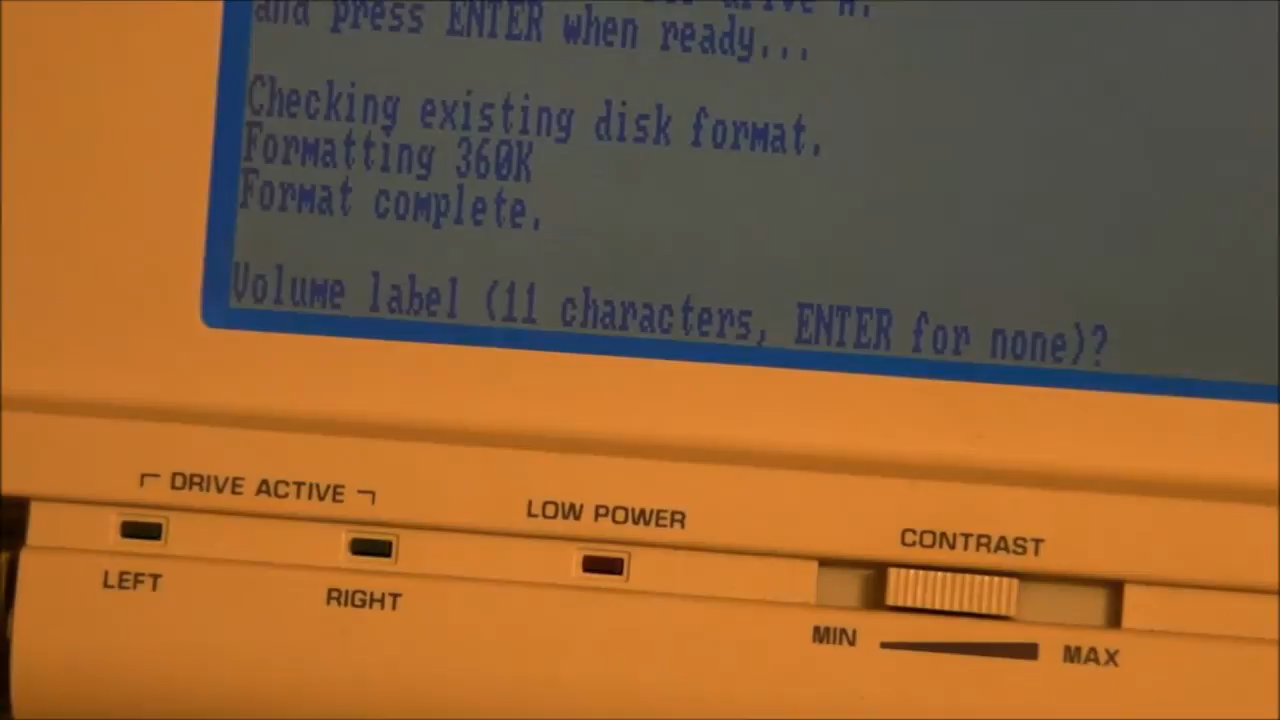 drive A:
and press ENTER when ready...
Checking existing disk format.
Formatting 360K
Format complete.
Volume label (11 characters, ENTER for none)?
DRIVE ACTIVE
LOW POWER
CONTRAST
LEFT
RIGHT
MIN
MAX